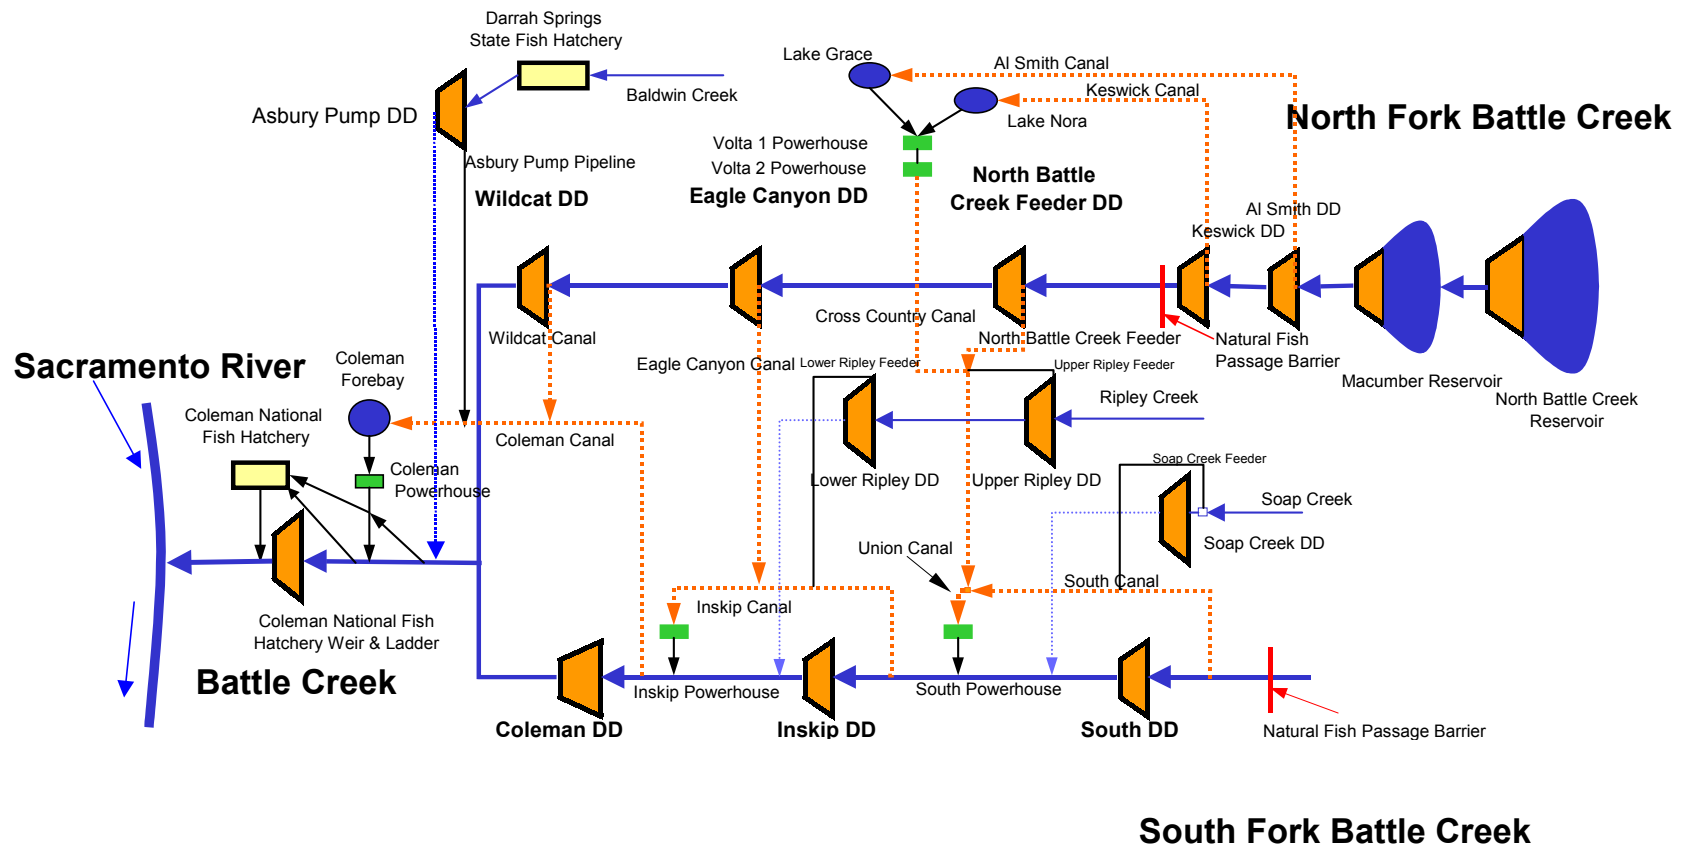 Darrah Springs
State Fish Hatchery
Baldwin Creek
Asbury Pump DD
Asbury Pump Pipeline
Wildcat DD
Lake Grace
Al Smith Canal
Keswick Canal
Lake Nora
North Fork Battle Creek
Volta 1 Powerhouse
Volta 2 Powerhouse
Eagle Canyon DD
North Battle
Creek Feeder DD
Al Smith DD
Keswick DD
Wildcat Canal
Cross Country Canal
North Battle Creek Feeder
Natural Fish
Passage Barrier
Macumber Reservoir
North Battle Creek
Reservoir
Sacramento River
Coleman
Forebay
Eagle Canyon Canal
Lower Ripley Feeder
Upper Ripley Feeder
Ripley Creek
Coleman National
Fish Hatchery
Coleman Canal
Coleman
Powerhouse
Lower Ripley DD
Upper Ripley DD
Soap Creek Feeder
Soap Creek
Soap Creek DD
Union Canal
South Canal
Inskip Canal
Coleman National Fish
Hatchery Weir & Ladder
Battle Creek
Inskip Powerhouse
South Powerhouse
Coleman DD
Inskip DD
South DD
Natural Fish Passage Barrier
South Fork Battle Creek